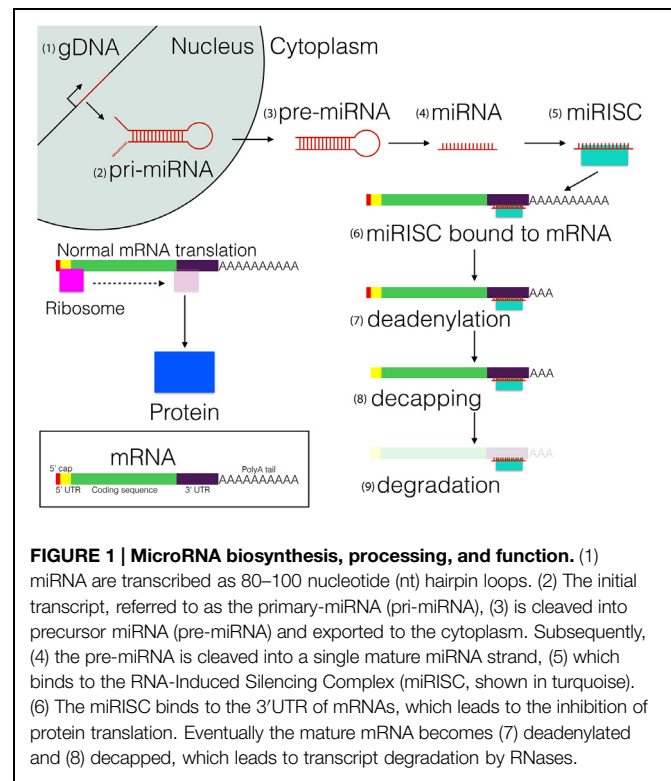 (1) gDNA
Nucleus
Cytoplasm
(2) pri-miRNA
(3) pre-miRNA
(4) miRNA
(5) miRISC
AAAAAAAAAA
(6) miRISC bound to mRNA
AAA
(7) deadenylation
AAA
(8) decapping
AAA
(9) degradation
Normal mRNA translation
AAAAAAAAAA
Ribosome
Protein
mRNA
5' cap
PolyA tail
AAAAAAAAAA
5' UTR
Coding sequence
3' UTR
FIGURE 1 | MicroRNA biosynthesis, processing, and function. (1)
miRNA are transcribed as 80–100 nucleotide (nt) hairpin loops. (2) The initial
transcript, referred to as the primary-miRNA (pri-miRNA), (3) is cleaved into
precursor miRNA (pre-miRNA) and exported to the cytoplasm. Subsequently,
(4) the pre-miRNA is cleaved into a single mature miRNA strand, (5) which
binds to the RNA-Induced Silencing Complex (miRISC, shown in turquoise).
(6) The miRISC binds to the 3′UTR of mRNAs, which leads to the inhibition of
protein translation. Eventually the mature mRNA becomes (7) deadenylated
and (8) decapped, which leads to transcript degradation by RNases.